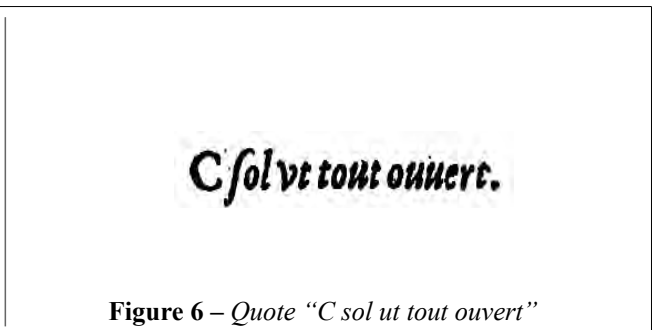 C ſol vt tout ouuert.
Figure 6 – Quote “C sol ut tout ouvert”